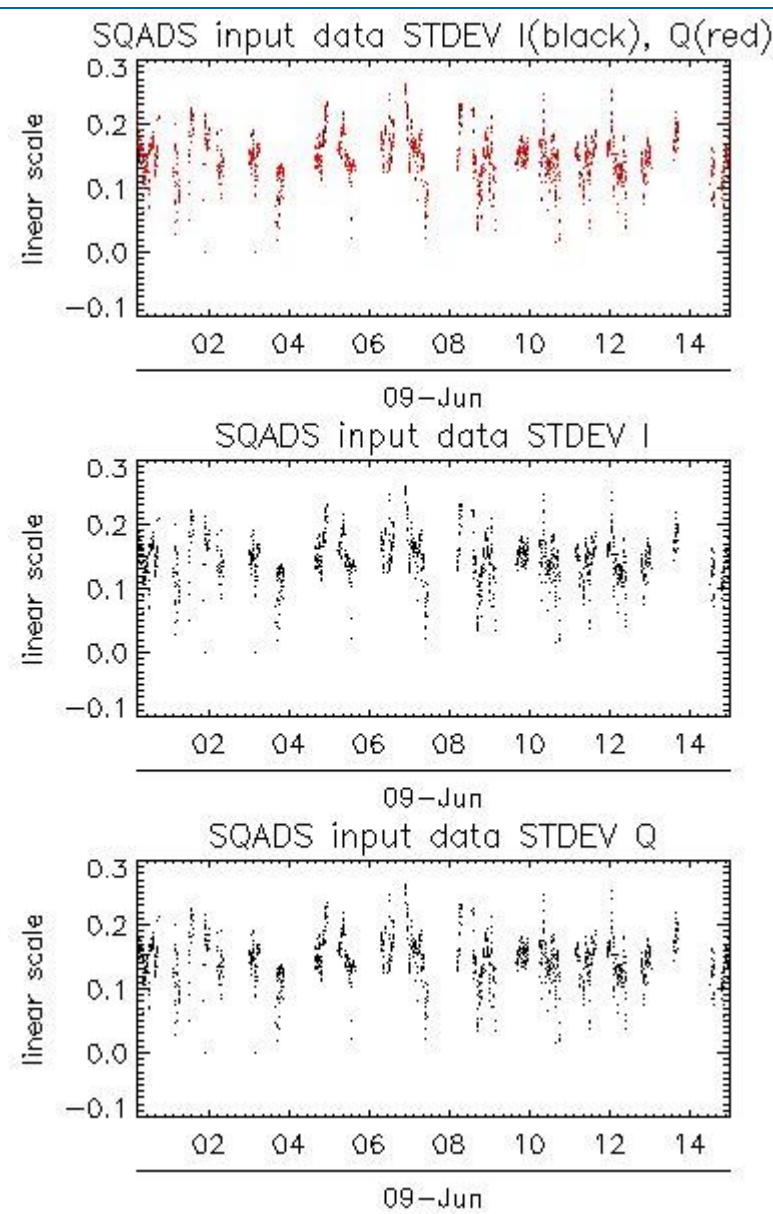 SQADS input data STDEV I(black), Q(red)
linear scale
0.3
0.2
0.1
0.0
−0.1
02 04 06 08 10 12 14
09−Jun
SQADS input data STDEV I
linear scale
0.3
0.2
0.1
0.0
−0.1
02 04 06 08 10 12 14
09−Jun
SQADS input data STDEV Q
linear scale
0.3
0.2
0.1
0.0
−0.1
02 04 06 08 10 12 14
09−Jun